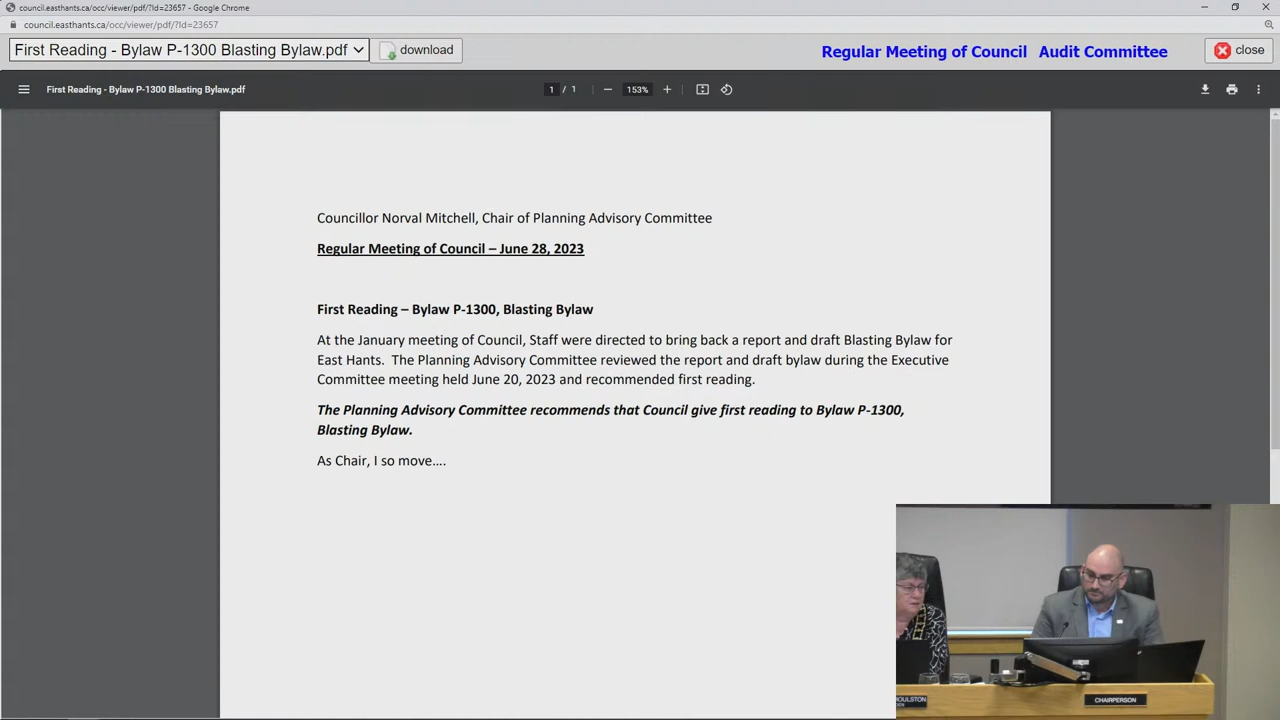 council.easthants.ca/occ/viewer/pdf/?Id=23657 - Google Chrome
council.easthants.ca/occ/viewer/pdf/?Id=23657
First Reading - Bylaw P-1300 Blasting Bylaw.pdf
download
Regular Meeting of Council Audit Committee
close
First Reading - Bylaw P-1300 Blasting Bylaw.pdf
1 / 1
153%
Councillor Norval Mitchell, Chair of Planning Advisory Committee
Regular Meeting of Council – June 28, 2023
First Reading – Bylaw P-1300, Blasting Bylaw
At the January meeting of Council, Staff were directed to bring back a report and draft Blasting Bylaw for
East Hants. The Planning Advisory Committee reviewed the report and draft bylaw during the Executive
Committee meeting held June 20, 2023 and recommended first reading.
The Planning Advisory Committee recommends that Council give first reading to Bylaw P-1300,
Blasting Bylaw.
As Chair, I so move....
CHAIRPERSON